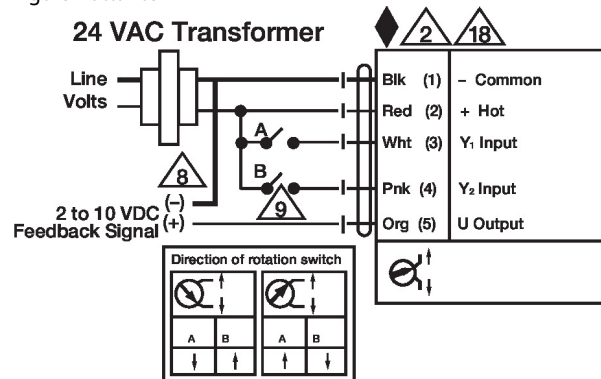 24 VAC Transformer
2
18
Line
Volts
Blk (1) – Common
Red (2) + Hot
A
Wht (3) Y₁ Input
B
Pnk (4) Y₂ Input
8
9
(–)
2 to 10 VDC
Feedback Signal (+)
Org (5) U Output
Direction of rotation switch
A B A B